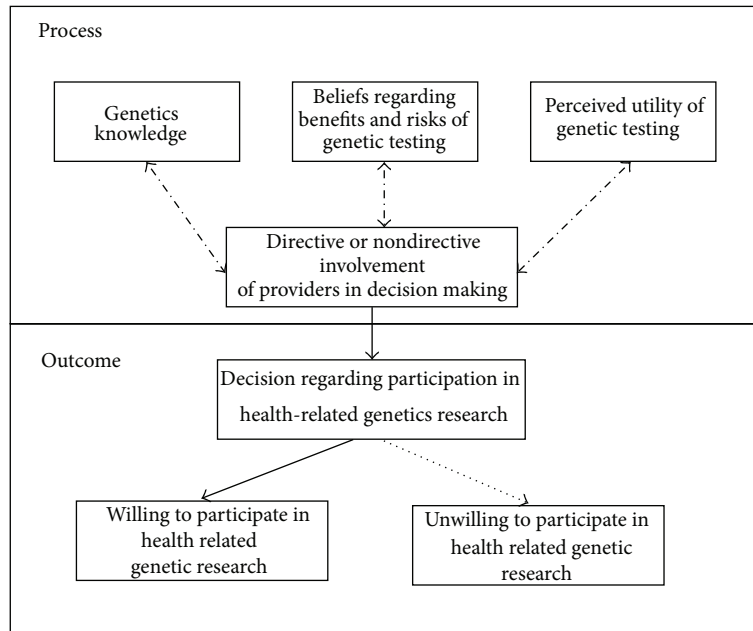 Process
Genetics
knowledge
Beliefs regarding
benefits and risks of
genetic testing
Perceived utility of
genetic testing
Directive or nondirective
involvement
of providers in decision making
Outcome
Decision regarding participation in
health-related genetics research
Willing to participate in
health related
genetic research
Unwilling to participate in
health related genetic
research